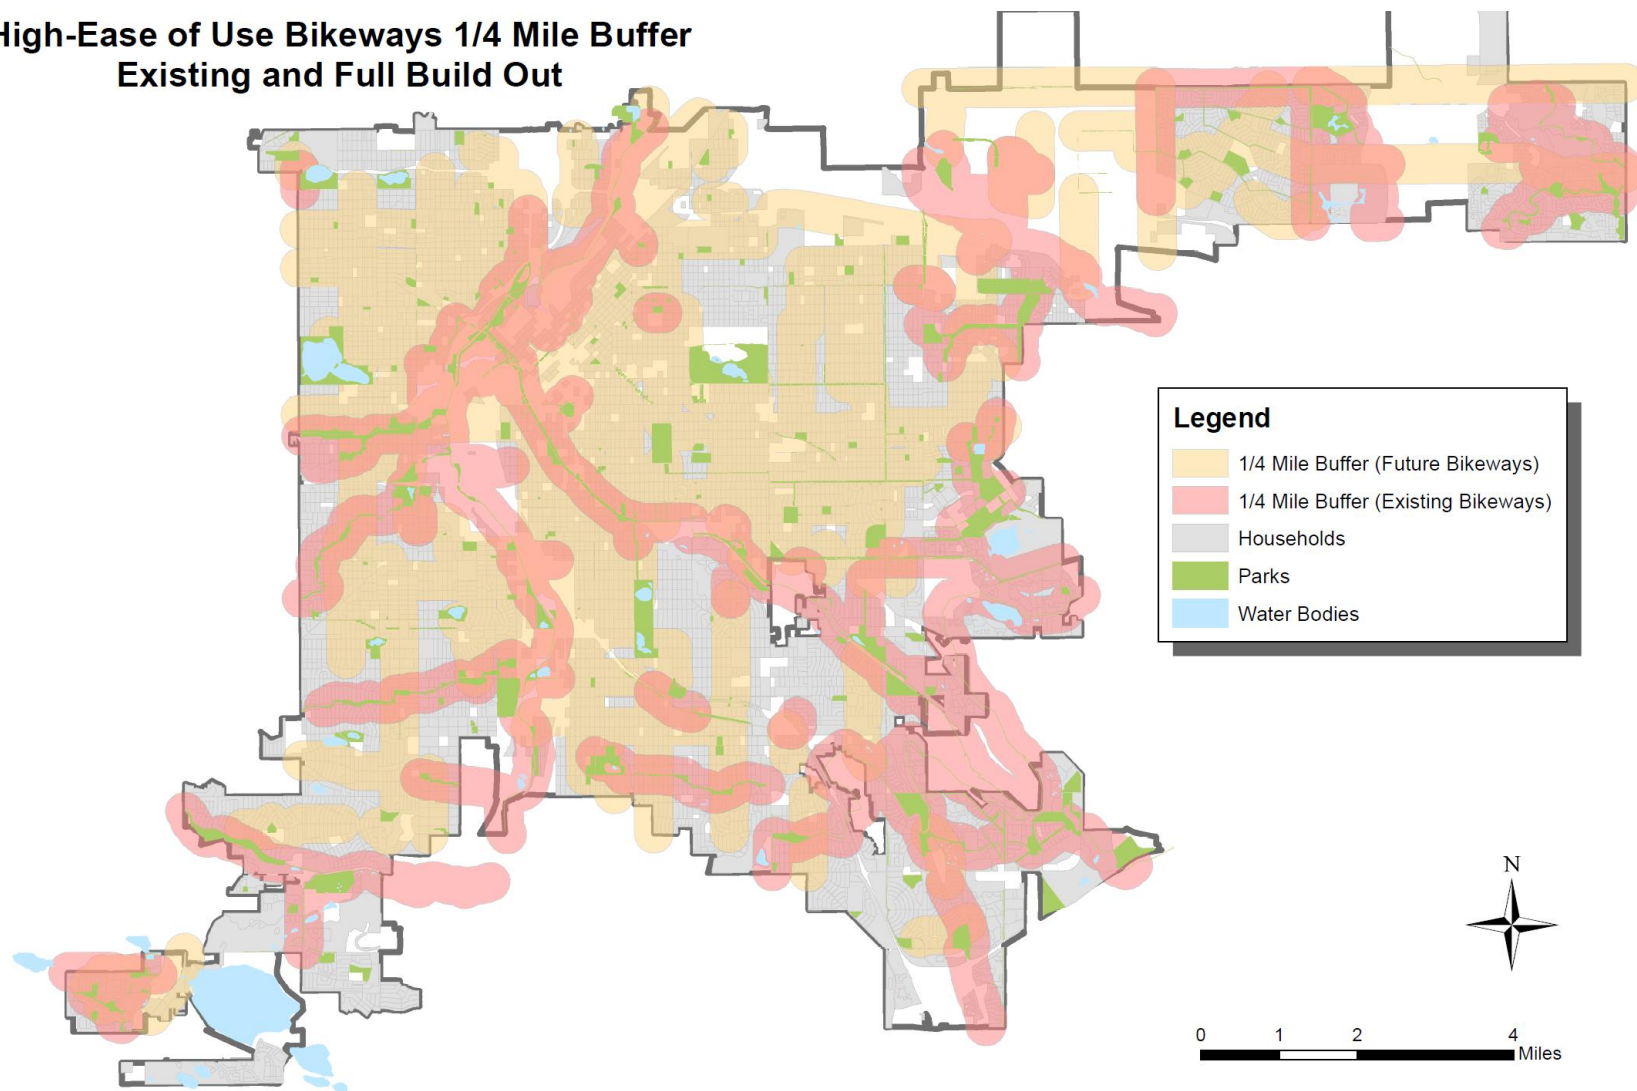 High-Ease of Use Bikeways 1/4 Mile Buffer
Existing and Full Build Out
Legend
1/4 Mile Buffer (Future Bikeways)
1/4 Mile Buffer (Existing Bikeways)
Households
Parks
Water Bodies
N
0 1 2 4
Miles